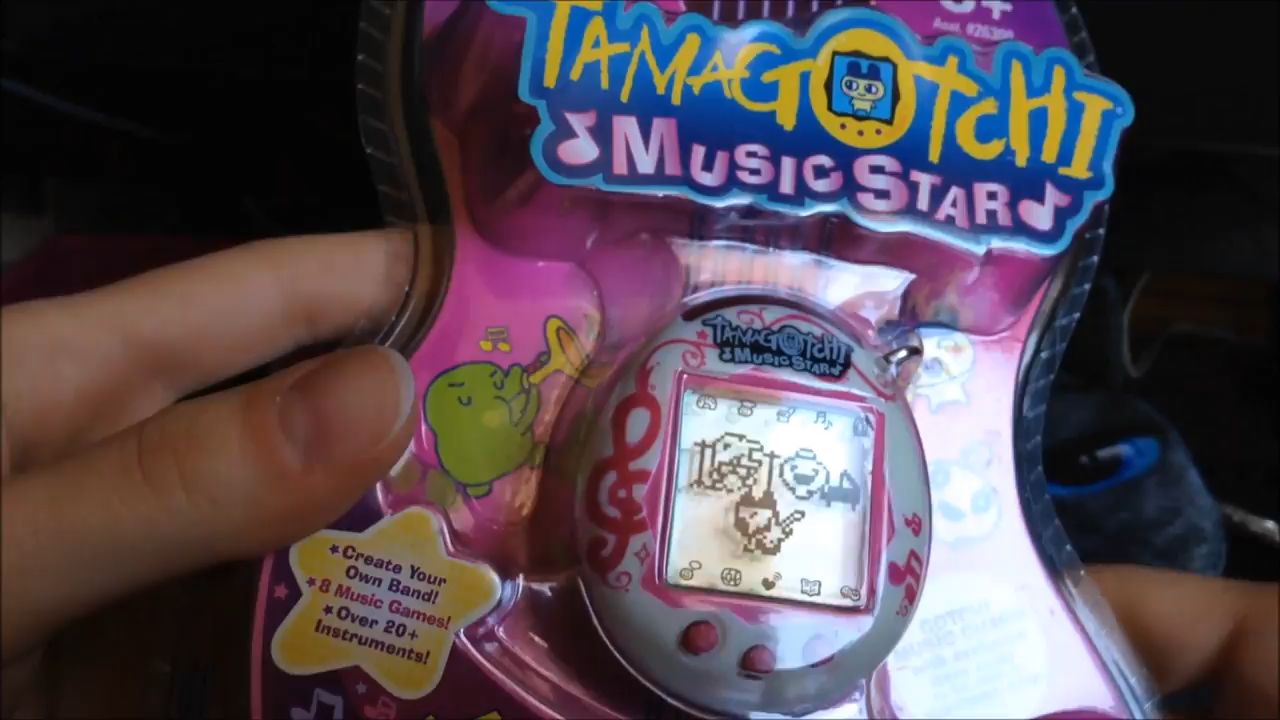 TAMAGOTCHI
MUSIC STAR
TAMAGOTCHI
MUSIC STAR
Create Your
Own Band!
8 Music Games!
Over 20+
Instruments!